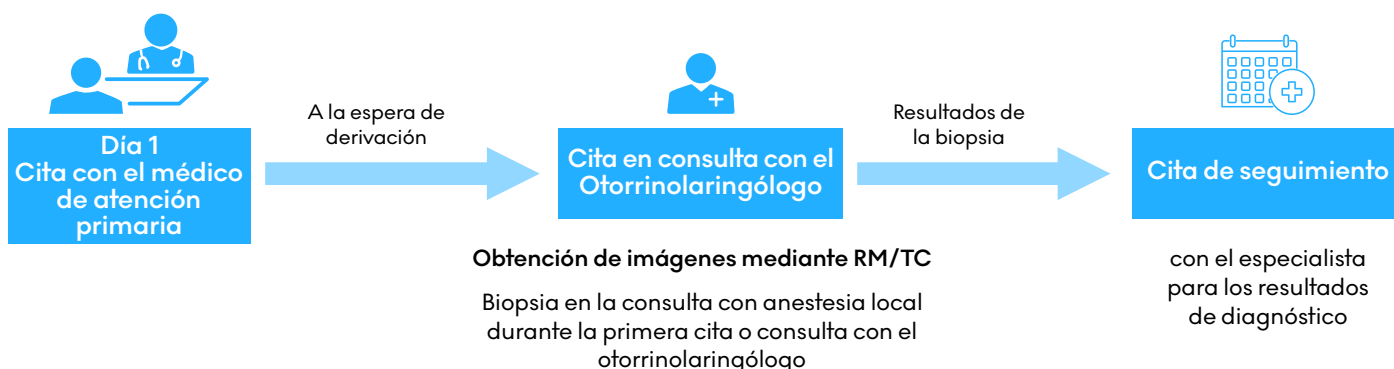 Día 1
Cita con el médico
de atención
primaria
A la espera de
derivación
Cita en consulta con el
Otorrinolaringólogo
Obtención de imágenes mediante RM/TC
Biopsia en la consulta con anestesia local
durante la primera cita o consulta con el
otorrinolaringólogo
Resultados de
la biopsia
Cita de seguimiento
con el especialista
para los resultados
de diagnóstico